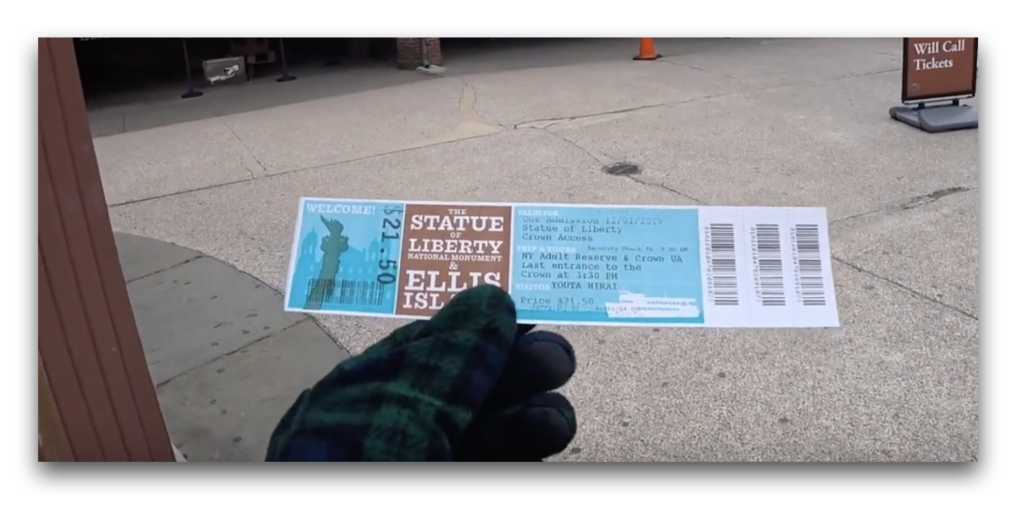 Will Call
Tickets
WELCOME!
$21.50
THE
STATUE
OF
LIBERTY
NATIONAL MONUMENT
&
ELLIS
ISL
VALID FOR
One Admission 12/01/2019
Statue of Liberty
Crown Access
TRIP & TOURS
NY Adult Reserve & Crown UA
Last entrance to the
Crown at 3:30 PM
VISITOR YOUTA HIRAI
Price $21.50